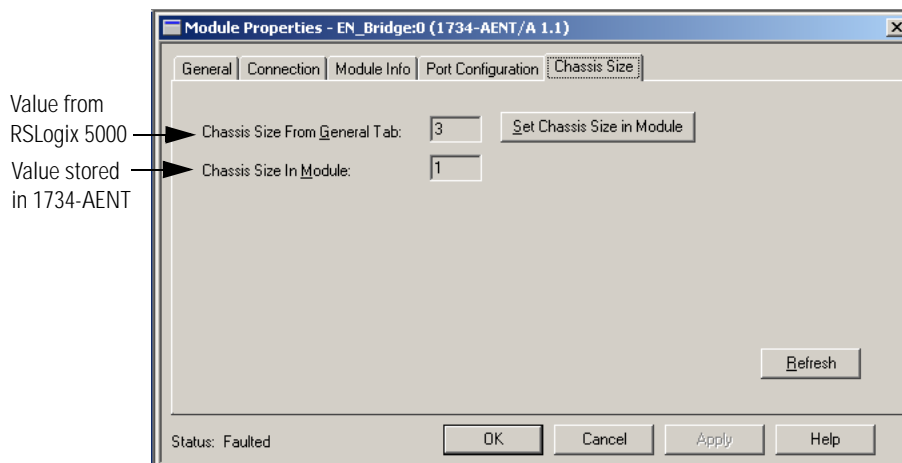 Module Properties - EN_Bridge:0 (1734-AENT/A 1.1)
General Connection Module Info Port Configuration Chassis Size
Value from
RSLogix 5000
Chassis Size From General Tab: 3 Set Chassis Size in Module
Value stored
in 1734-AENT
Chassis Size In Module: 1
Refresh
Status: Faulted OK Cancel Apply Help